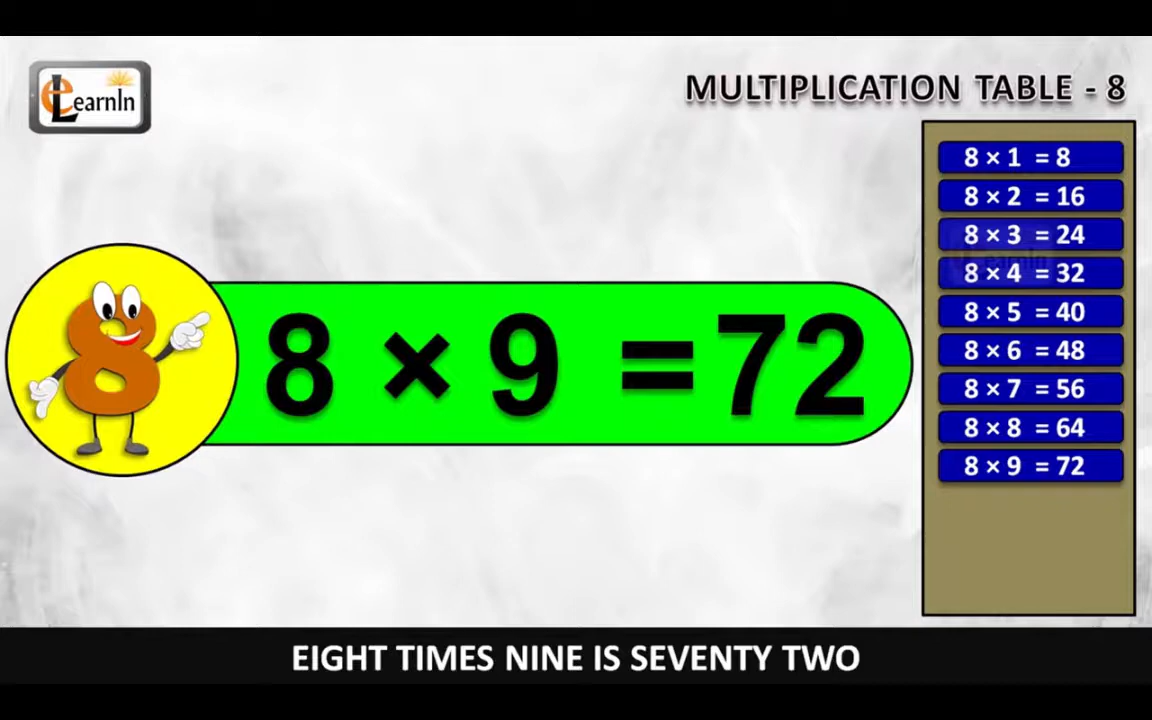 eLearnIn
MULTIPLICATION TABLE - 8
8 × 1 = 8
8 × 2 = 16
8 × 3 = 24
8 × 4 = 32
8 × 5 = 40
8 × 6 = 48
8 × 7 = 56
8 × 8 = 64
8 × 9 = 72
8
8 × 9 = 72
EIGHT TIMES NINE IS SEVENTY TWO